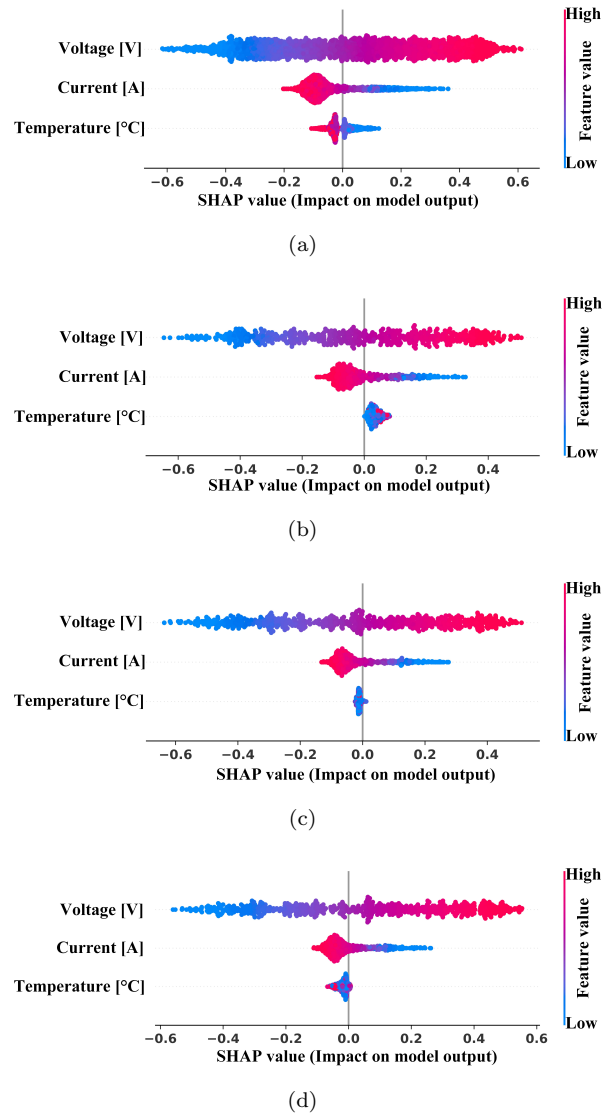 High
Voltage [V]
Current [A]
Temperature [°C]
Feature value
Low
−0.6 −0.4 −0.2 0.0 0.2 0.4 0.6
SHAP value (Impact on model output)
(a)
High
Voltage [V]
Current [A]
Temperature [°C]
Feature value
Low
−0.6 −0.4 −0.2 0.0 0.2 0.4
SHAP value (Impact on model output)
(b)
High
Voltage [V]
Current [A]
Temperature [°C]
Feature value
Low
−0.6 −0.4 −0.2 0.0 0.2 0.4
SHAP value (Impact on model output)
(c)
High
Voltage [V]
Current [A]
Temperature [°C]
Feature value
Low
−0.6 −0.4 −0.2 0.0 0.2 0.4 0.6
SHAP value (Impact on model output)
(d)